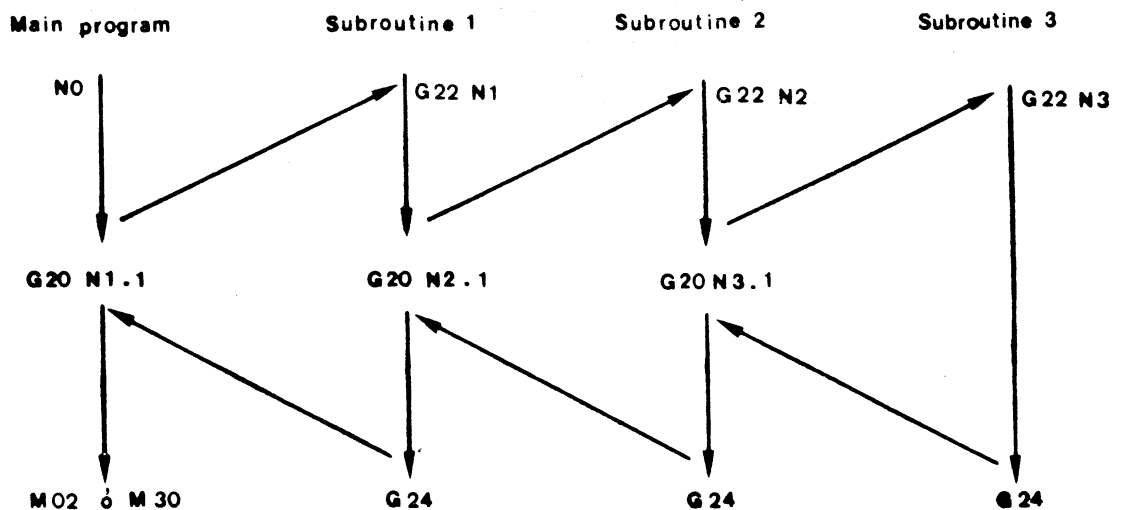 Main program Subroutine 1 Subroutine 2 Subroutine 3
N0 G22 N1 G22 N2 G22 N3
G20 N1.1 G20 N2.1 G20 N3.1
M02 ó M30 G24 G24 G24